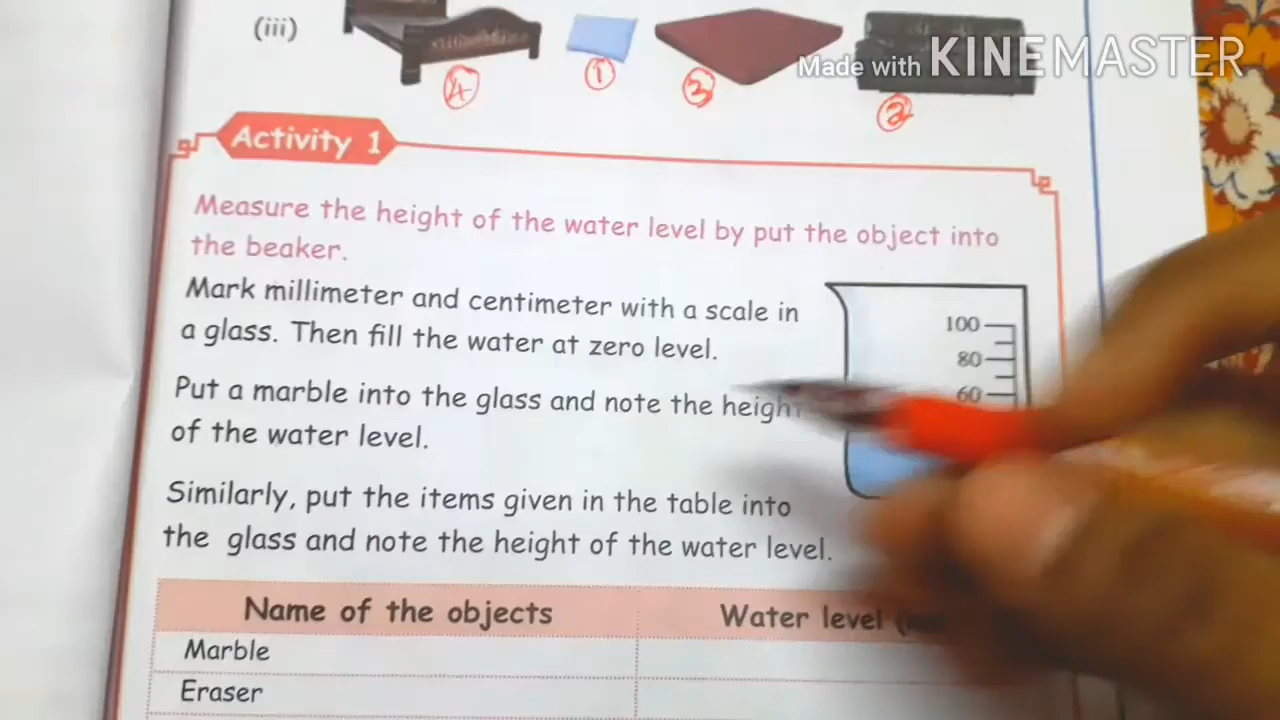 (iii)
4 1 3 2
Made with KINEMASTER
Activity 1
Measure the height of the water level by put the object into
the beaker.
Mark millimeter and centimeter with a scale in
a glass. Then fill the water at zero level.
100
80
60
Put a marble into the glass and note the height
of the water level.
Similarly, put the items given in the table into
the glass and note the height of the water level.
Name of the objects Water level
Marble
Eraser